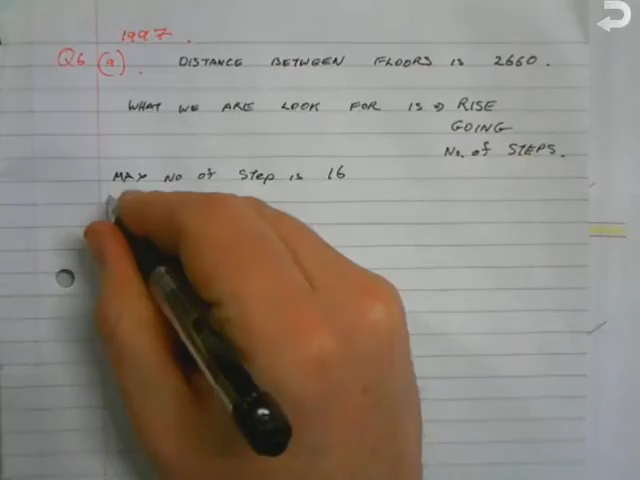 1997.
Q6 (a). DISTANCE BETWEEN FLOORS IS 2660.
WHAT WE ARE LOOK FOR IS ⇒ RISE
GOING
No. of STEPS.
MAX NO of Step is 16